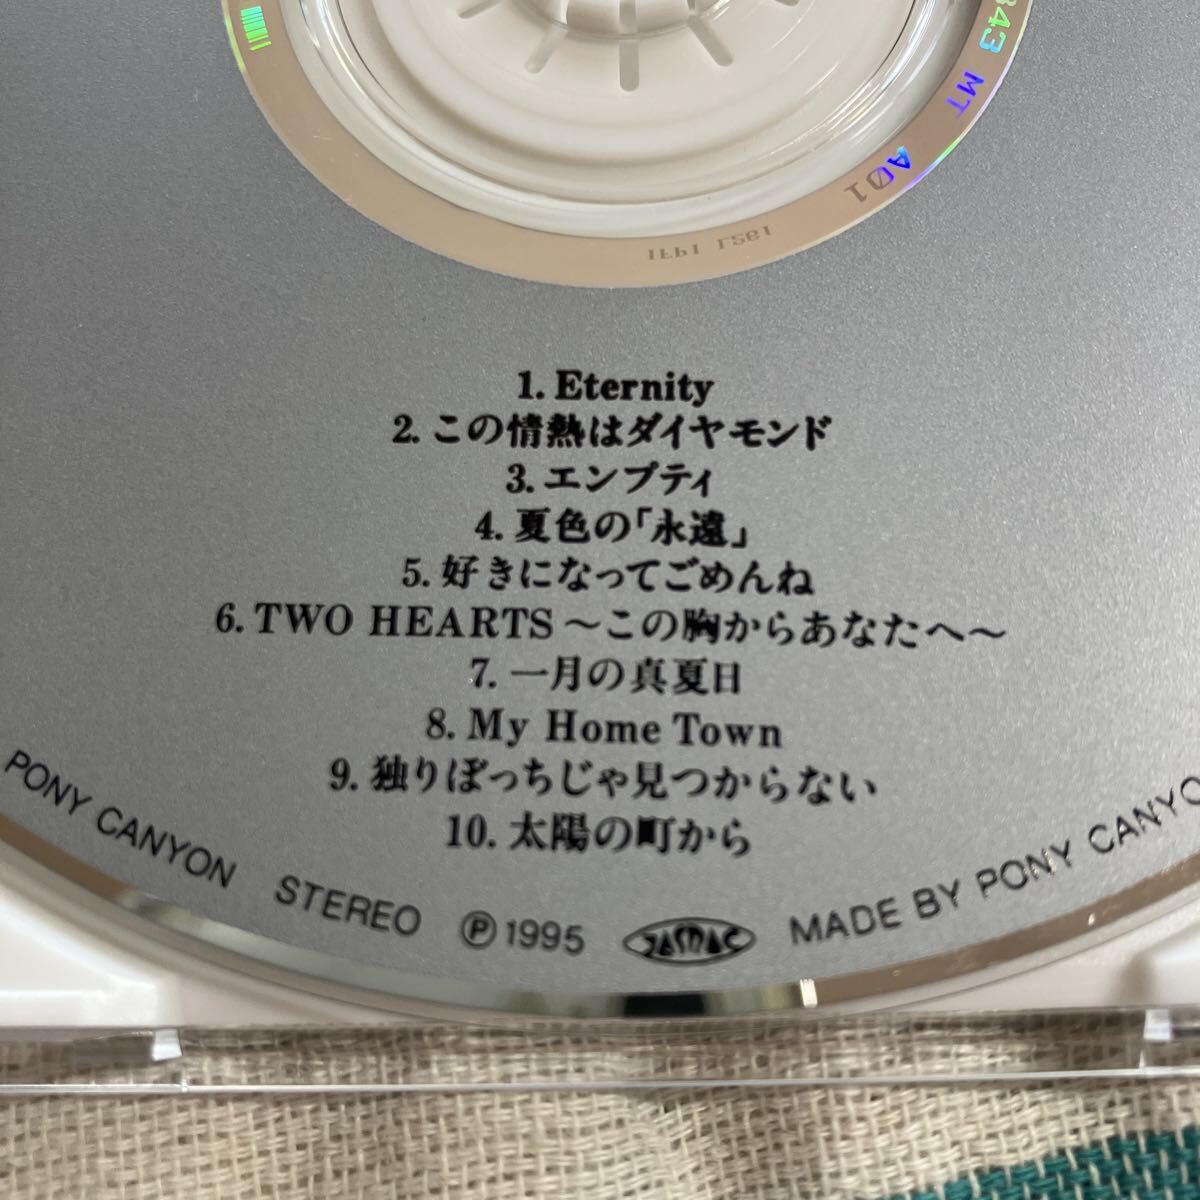 843 MT A01
IFPI L261
1. Eternity
2. この情熱はダイヤモンド
3. エンプティ
4. 夏色の「永遠」
5. 好きになってごめんね
6. TWO HEARTS ～この胸からあなたへ～
7. 一月の真夏日
8. My Home Town
9. 独りぼっちじゃ見つからない
10. 太陽の町から
PONY CANYON STEREO Ⓟ1995 JASRAC MADE BY PONY CANYO